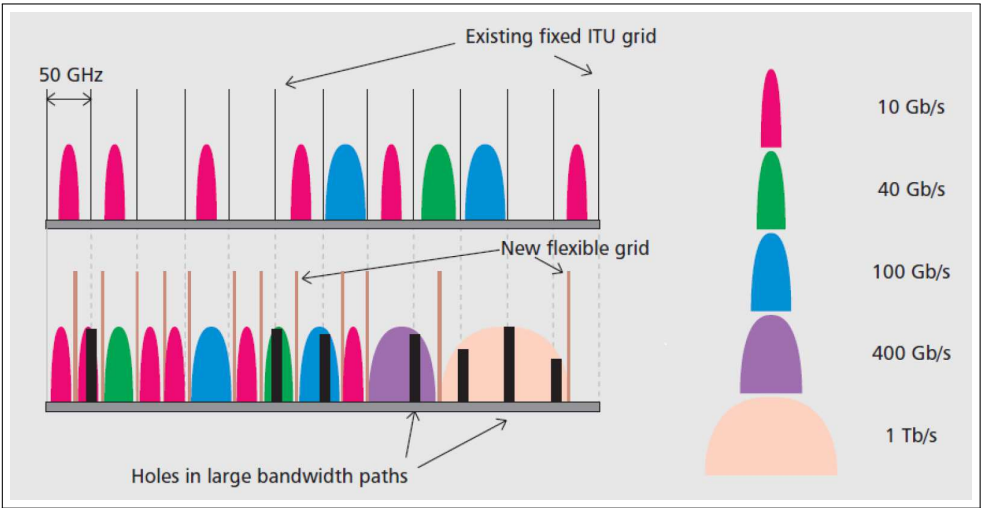 Existing fixed ITU grid
50 GHz
New flexible grid
Holes in large bandwidth paths
10 Gb/s
40 Gb/s
100 Gb/s
400 Gb/s
1 Tb/s